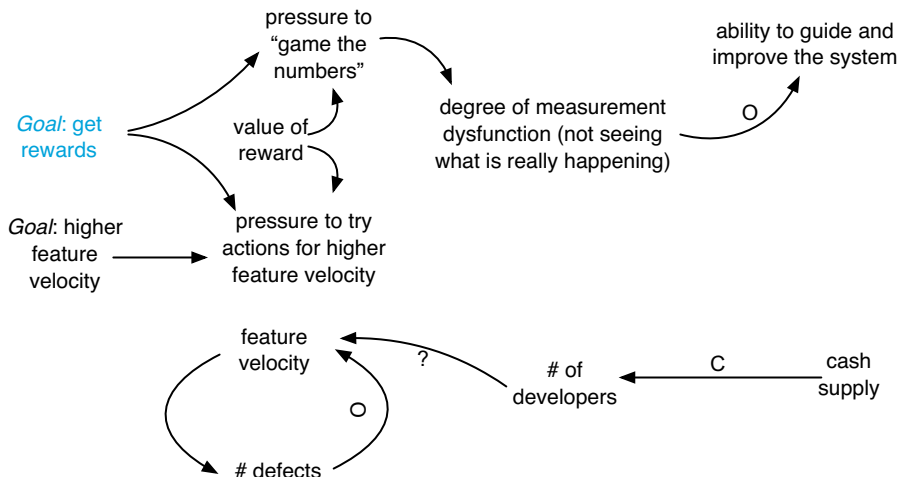 pressure to
“game the
numbers”
ability to guide and
improve the system
degree of measurement
dysfunction (not seeing
what is really happening)
O
Goal: get
rewards
value of
reward
Goal: higher
feature
velocity
pressure to try
actions for higher
feature velocity
feature
velocity
?
# of
developers
C
cash
supply
O
# defects